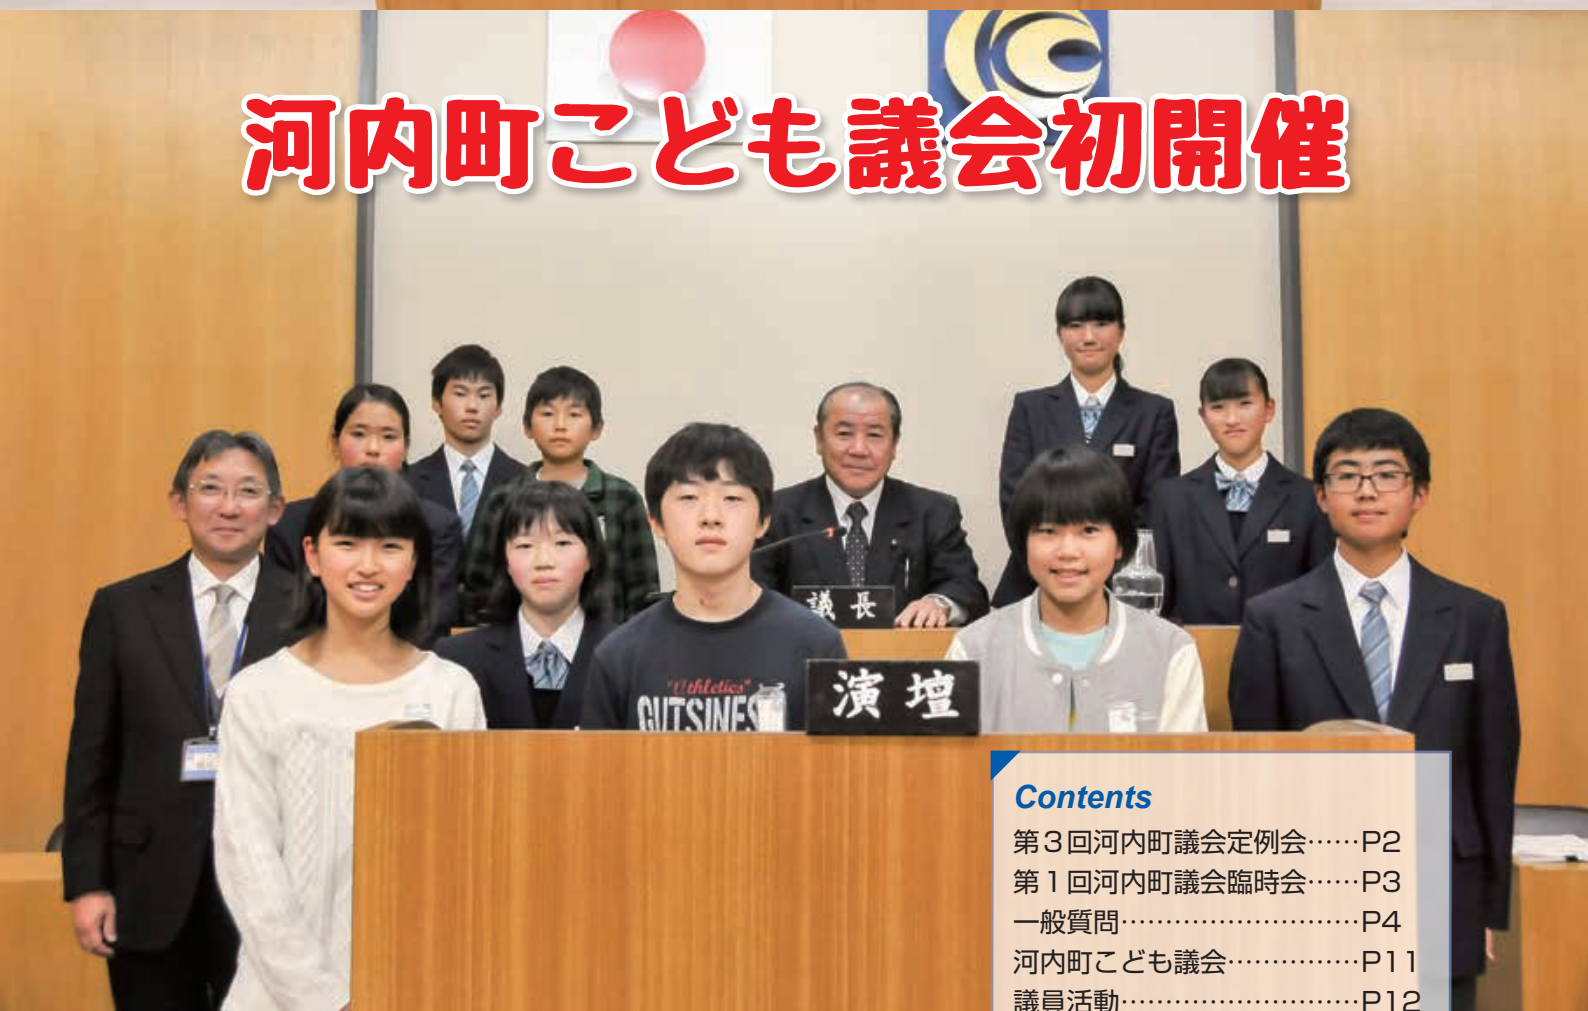 河内町こども議会初開催
議長
"Athletics"
GUTSINES
演壇
Contents
第3回河内町議会定例会……P2
第1回河内町議会臨時会……P3
一般質問………………………P4
河内町こども議会……………P11
議員活動………………………P12